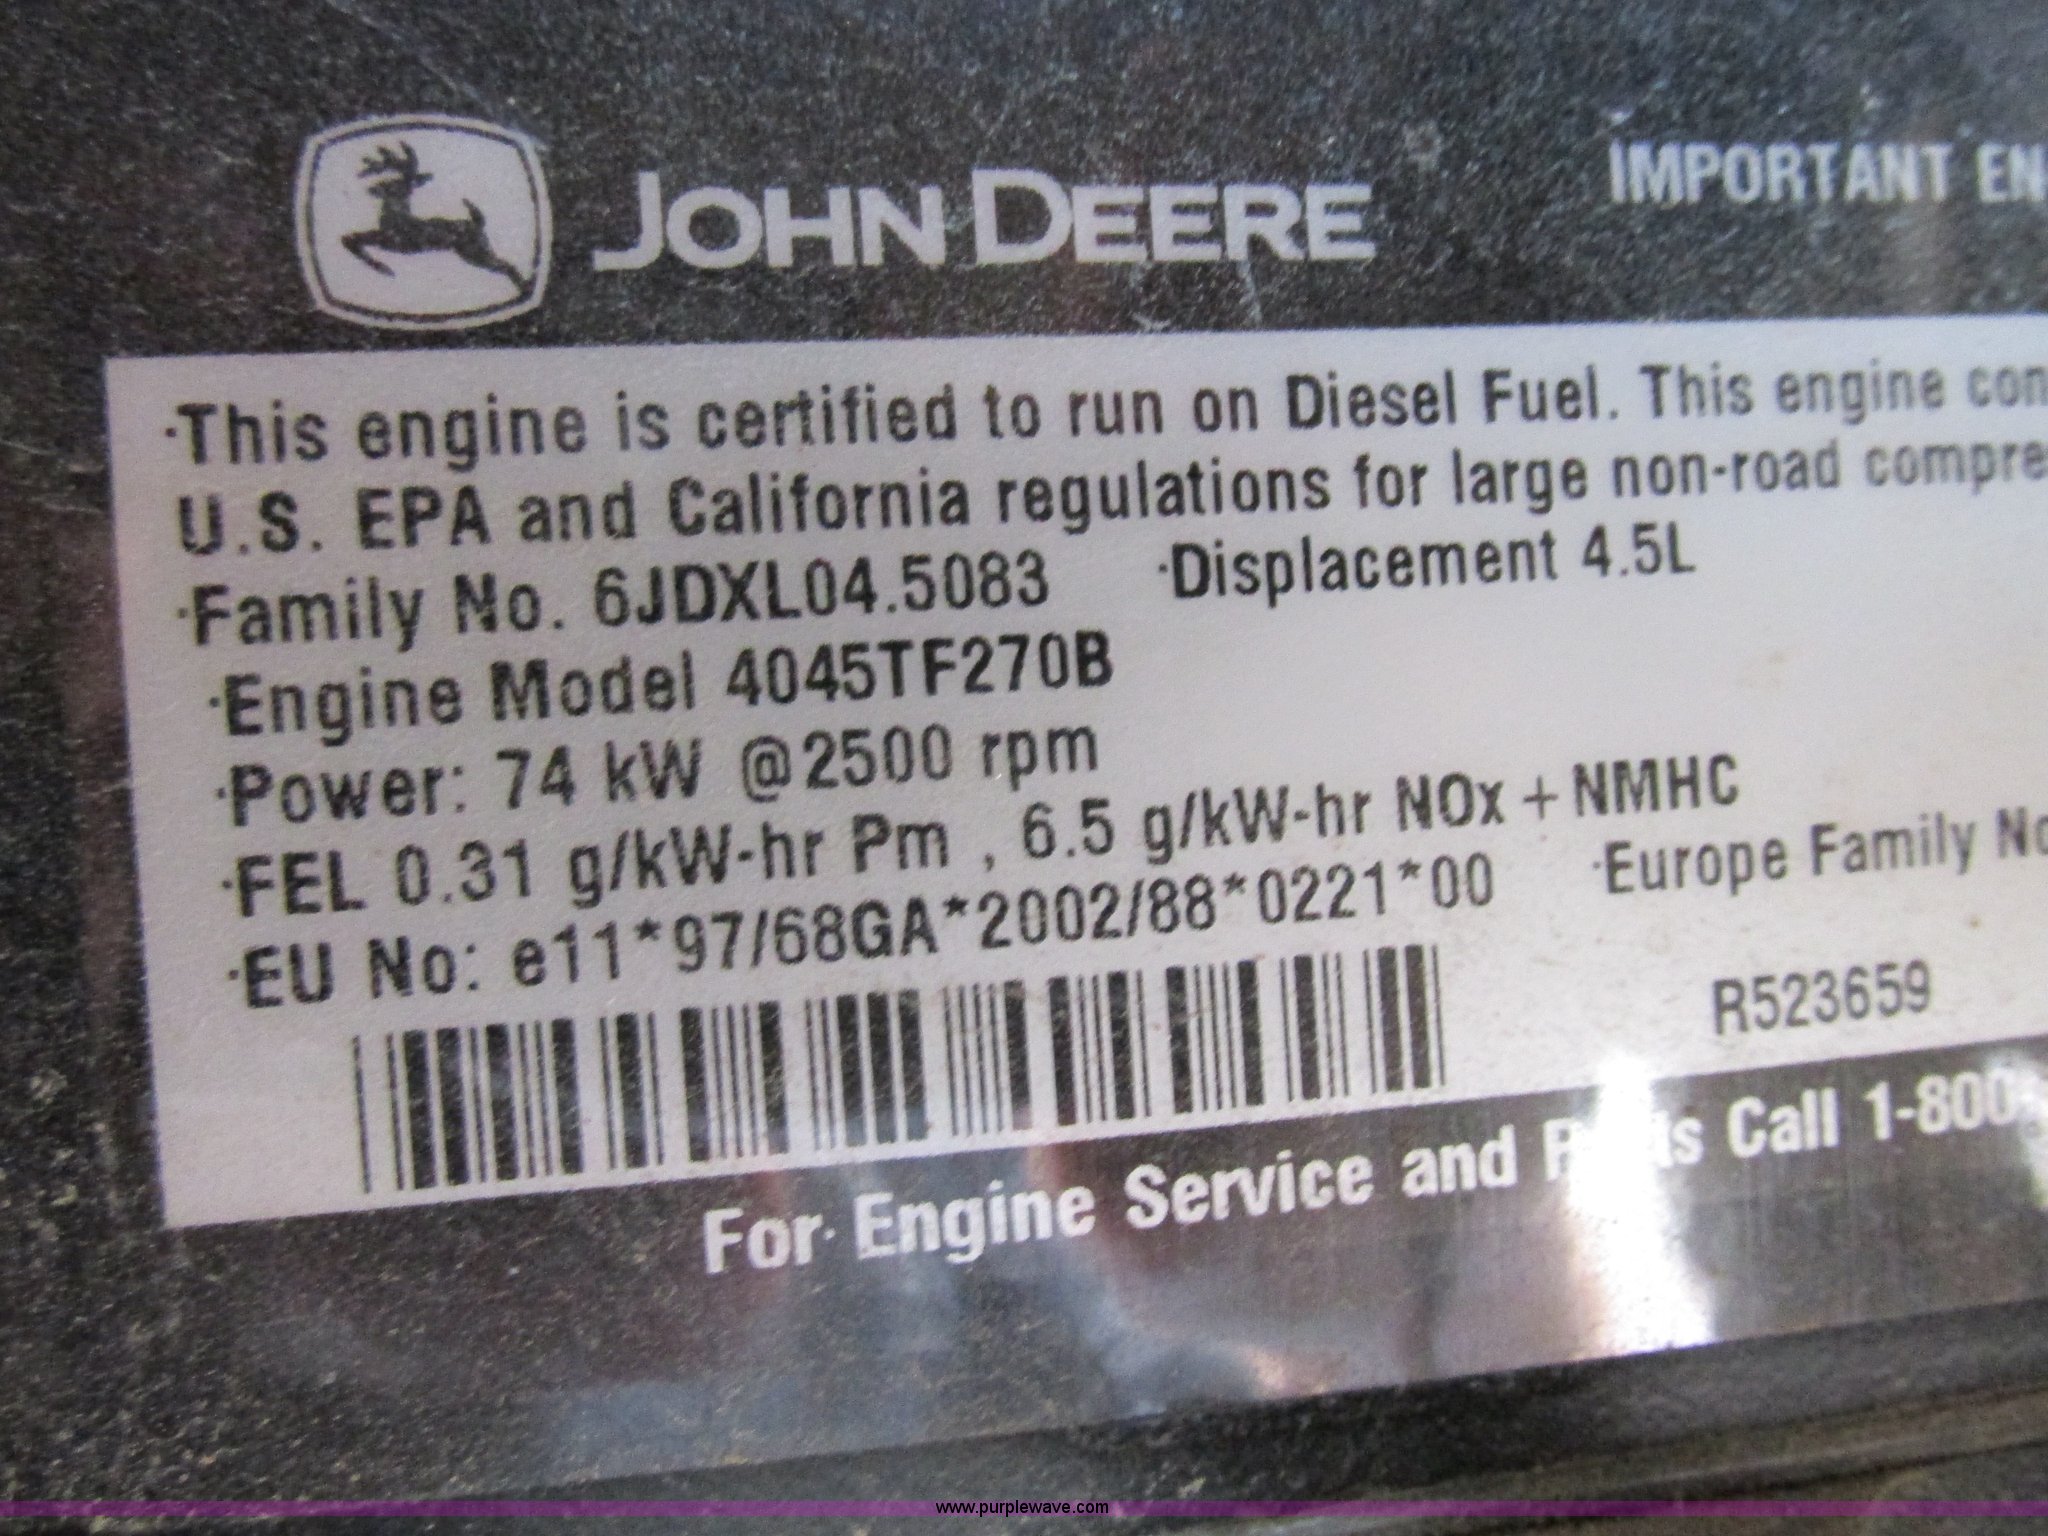 JOHN DEERE
IMPORTANT EN
·This engine is certified to run on Diesel Fuel. This engine con
U.S. EPA and California regulations for large non-road compre
·Family No. 6JDXL04.5083 ·Displacement 4.5L
·Engine Model 4045TF270B
·Power: 74 kW @2500 rpm
·FEL 0.31 g/kW-hr Pm , 6.5 g/kW-hr NOx + NMHC
·EU No: e11*97/68GA*2002/88*0221*00 ·Europe Family No
R523659
For Engine Service and Call 1-800
www.purplewave.com